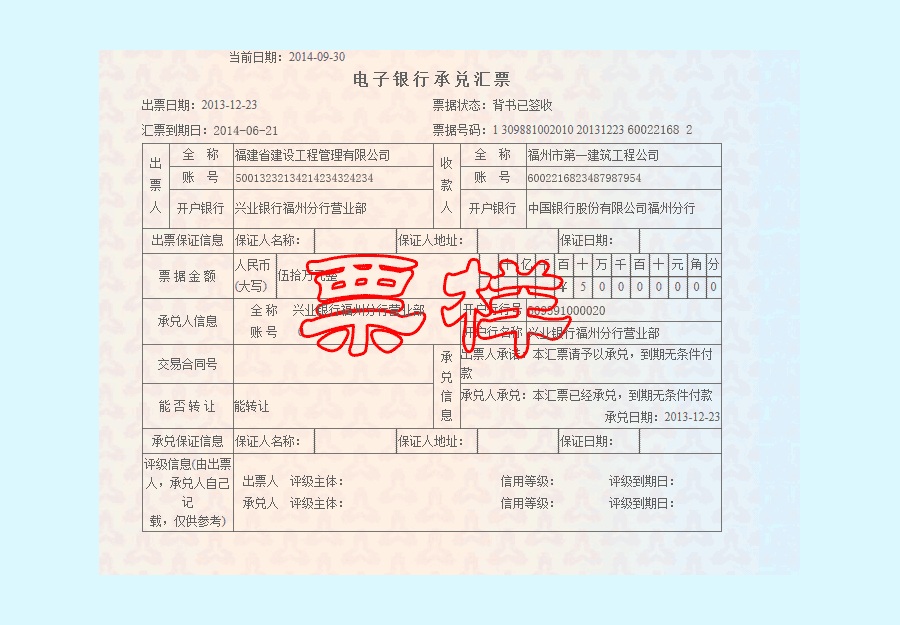 当前日期：2014-09-30
电子银行承兑汇票
出票日期：2013-12-23 票据状态：背书已签收
汇票到期日：2014-06-21 票据号码：1 309881002010 20131223 60022168 2
出票人 全 称 福建省建设工程管理有限公司 收款人 全 称 福州市第一建筑工程公司
账 号 50013232134214234324234 账 号 6002216823487987954
开户银行 兴业银行福州分行营业部 开户银行 中国银行股份有限公司福州分行
出票保证信息 保证人名称： 保证人地址： 保证日期：
票据金额 人民币(大写) 伍拾万元整 十亿千百十万千百十元角分
¥ 5 0 0 0 0 0 0 0
票样
承兑人信息 全称 兴业银行福州分行营业部 开户行行号 309391000020
账号 开户行名称 兴业银行福州分行营业部
交易合同号 承兑信息 出票人承诺：本汇票请予以承兑，到期无条件付
款
能否转让 能转让 承兑人承兑：本汇票已经承兑，到期无条件付款
承兑日期：2013-12-23
承兑保证信息 保证人名称： 保证人地址： 保证日期：
评级信息(由出票
人，承兑人自己
记
载，仅供参考)
出票人 评级主体： 信用等级： 评级到期日：
承兑人 评级主体： 信用等级： 评级到期日：